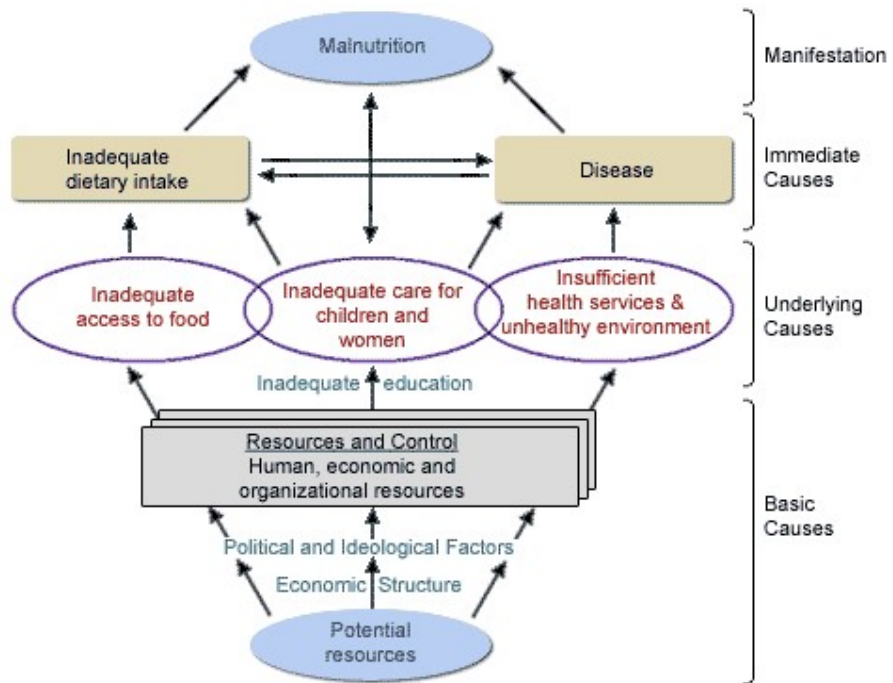 Malnutrition
Manifestation
Inadequate
dietary intake
Disease
Immediate
Causes
Inadequate
access to food
Inadequate care for
children and
women
Insufficient
health services &
unhealthy environment
Underlying
Causes
Inadequate education
Resources and Control
Human, economic and
organizational resources
Political and Ideological Factors
Economic Structure
Basic
Causes
Potential
resources